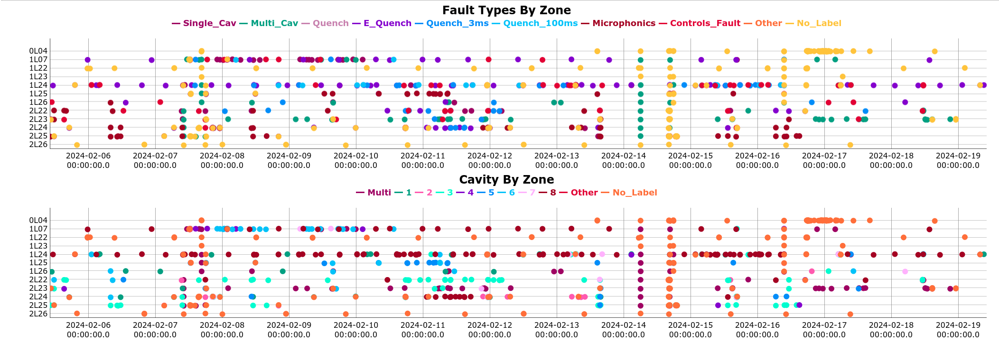 Fault Types By Zone
Single_Cav Multi_Cav Quench E_Quench Quench_3ms Quench_100ms Microphonics Controls_Fault Other No_Label
0L04
1L07
1L22
1L23
1L24
1L25
1L26
2L22
2L23
2L24
2L25
2L26
2024-02-06 2024-02-07 2024-02-08 2024-02-09 2024-02-10 2024-02-11 2024-02-12 2024-02-13 2024-02-14 2024-02-15 2024-02-16 2024-02-17 2024-02-18 2024-02-19
00:00:00.0 00:00:00.0 00:00:00.0 00:00:00.0 00:00:00.0 00:00:00.0 00:00:00.0 00:00:00.0 00:00:00.0 00:00:00.0 00:00:00.0 00:00:00.0 00:00:00.0 00:00:00.0
Cavity By Zone
Multi 1 2 3 4 5 6 7 8 Other No_Label
0L04
1L07
1L22
1L23
1L24
1L25
1L26
2L22
2L23
2L24
2L25
2L26
2024-02-06 2024-02-07 2024-02-08 2024-02-09 2024-02-10 2024-02-11 2024-02-12 2024-02-13 2024-02-14 2024-02-15 2024-02-16 2024-02-17 2024-02-18 2024-02-19
00:00:00.0 00:00:00.0 00:00:00.0 00:00:00.0 00:00:00.0 00:00:00.0 00:00:00.0 00:00:00.0 00:00:00.0 00:00:00.0 00:00:00.0 00:00:00.0 00:00:00.0 00:00:00.0